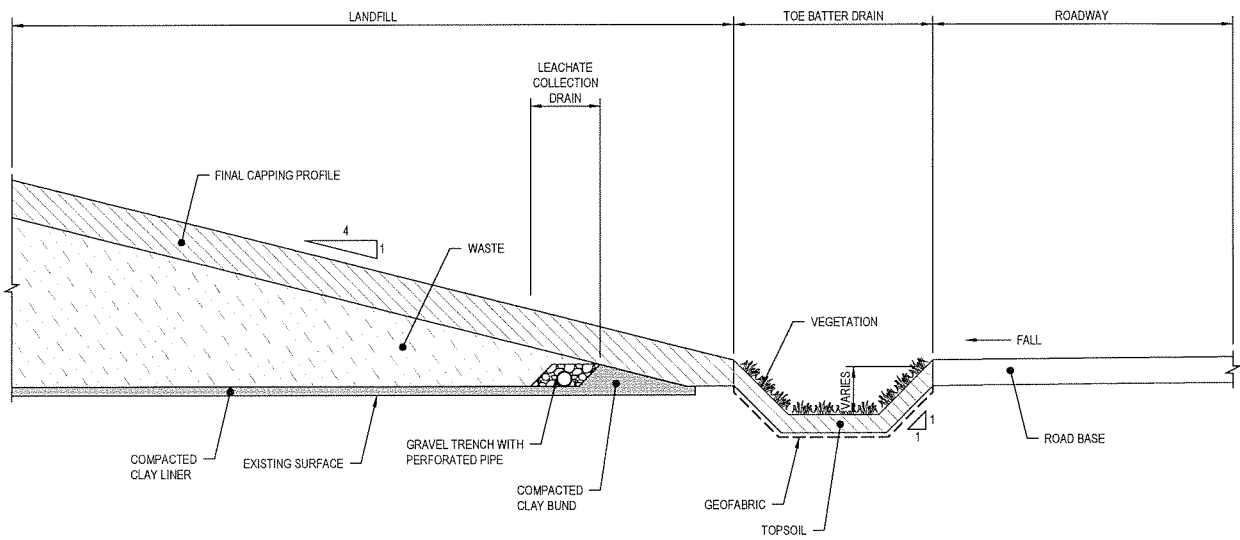 LANDFILL
TOE BATTER DRAIN
ROADWAY
LEACHATE
COLLECTION
DRAIN
FINAL CAPPING PROFILE
4
1
WASTE
VEGETATION
FALL
VARIES
1
1
ROAD BASE
COMPACTED
CLAY LINER
EXISTING SURFACE
GRAVEL TRENCH WITH
PERFORATED PIPE
COMPACTED
CLAY BUND
GEOFABRIC
TOPSOIL